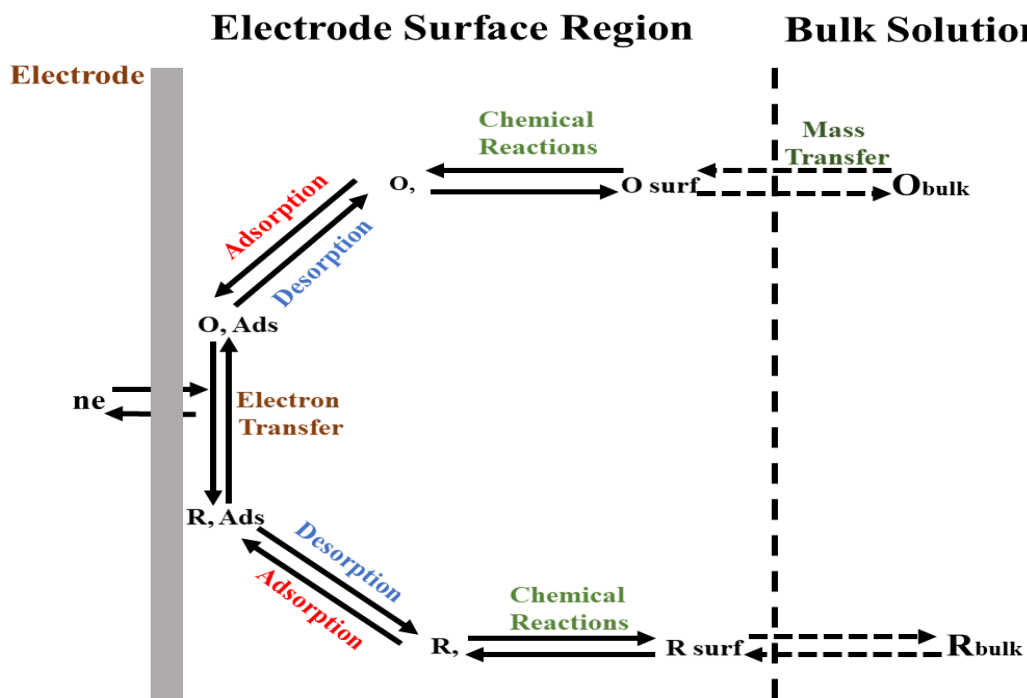 Electrode Surface Region
Bulk Solution
Electrode
Chemical
Reactions
Mass
Transfer
O,
O surf
Obulk
Adsorption
Desorption
O, Ads
ne
Electron
Transfer
R, Ads
Desorption
Adsorption
Chemical
Reactions
R,
R surf
Rbulk